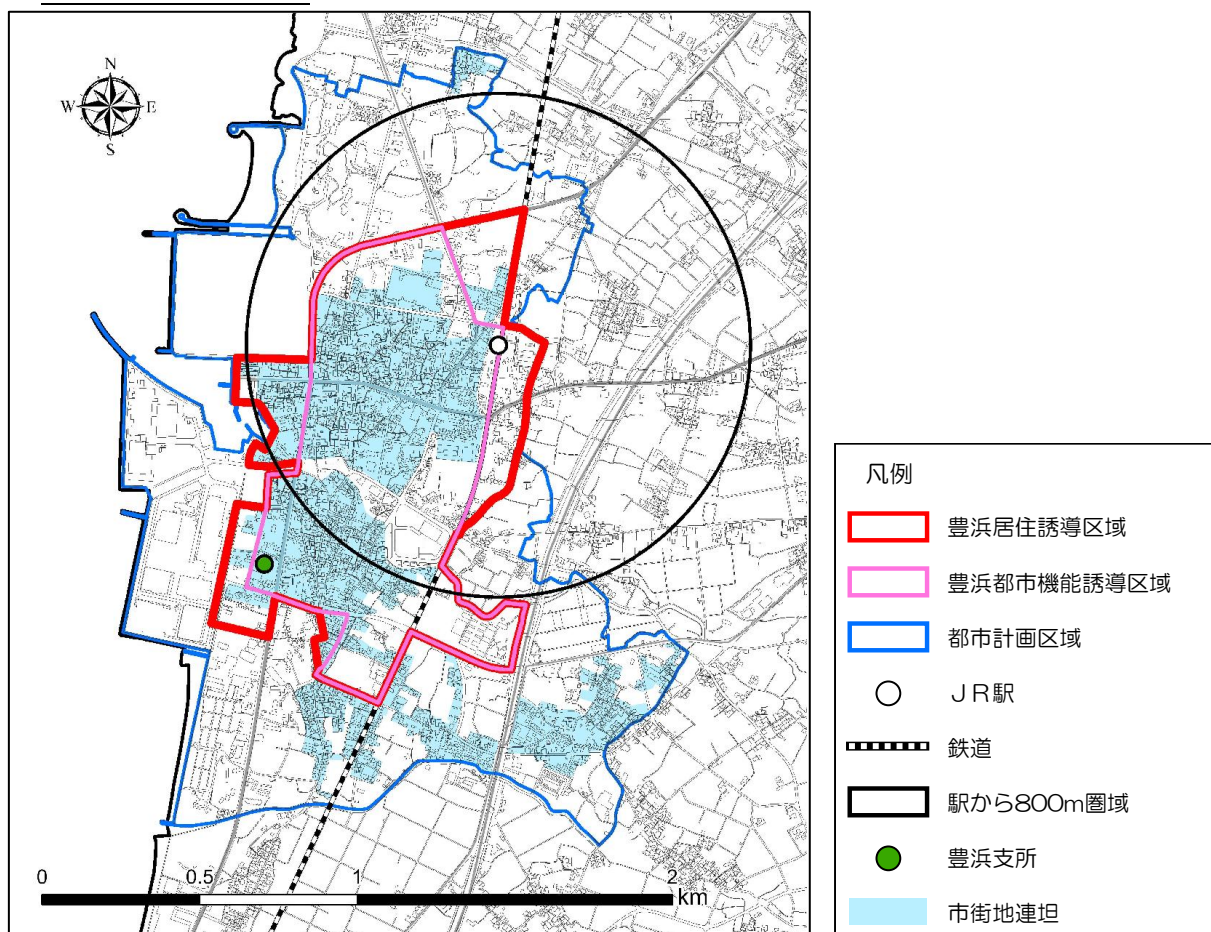 N
W E
S
0 0.5 1 2
km
凡例
豊浜居住誘導区域
豊浜都市機能誘導区域
都市計画区域
ＪＲ駅
鉄道
駅から800m圏域
豊浜支所
市街地連坦